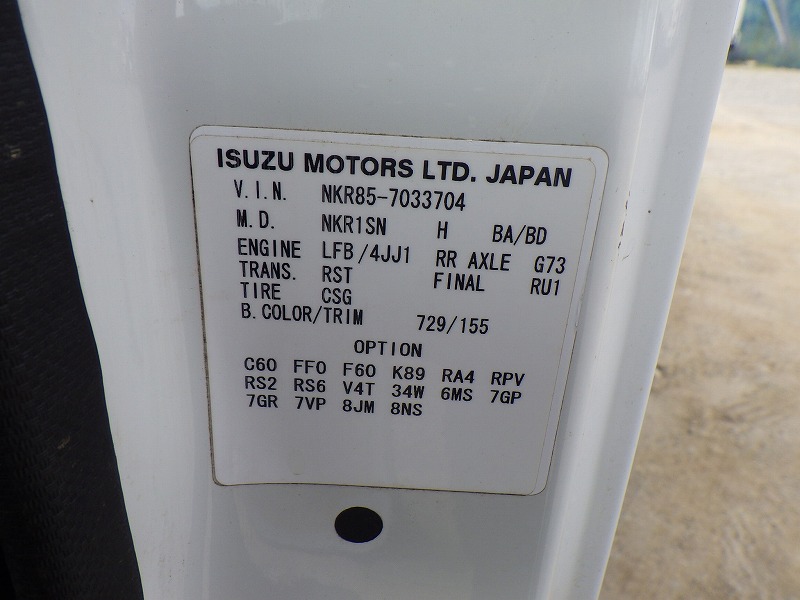 ISUZU MOTORS LTD. JAPAN
V.I.N. NKR85-7033704
M.D. NKR1SN H BA/BD
ENGINE LFB/4JJ1 RR AXLE G73
TRANS. RST FINAL RU1
TIRE CSG
B.COLOR/TRIM 729/155
OPTION
C60 FF0 F60 K89 RA4 RPV
RS2 RS6 V4T 34W 6MS 7GP
7GR 7VP 8JM 8NS